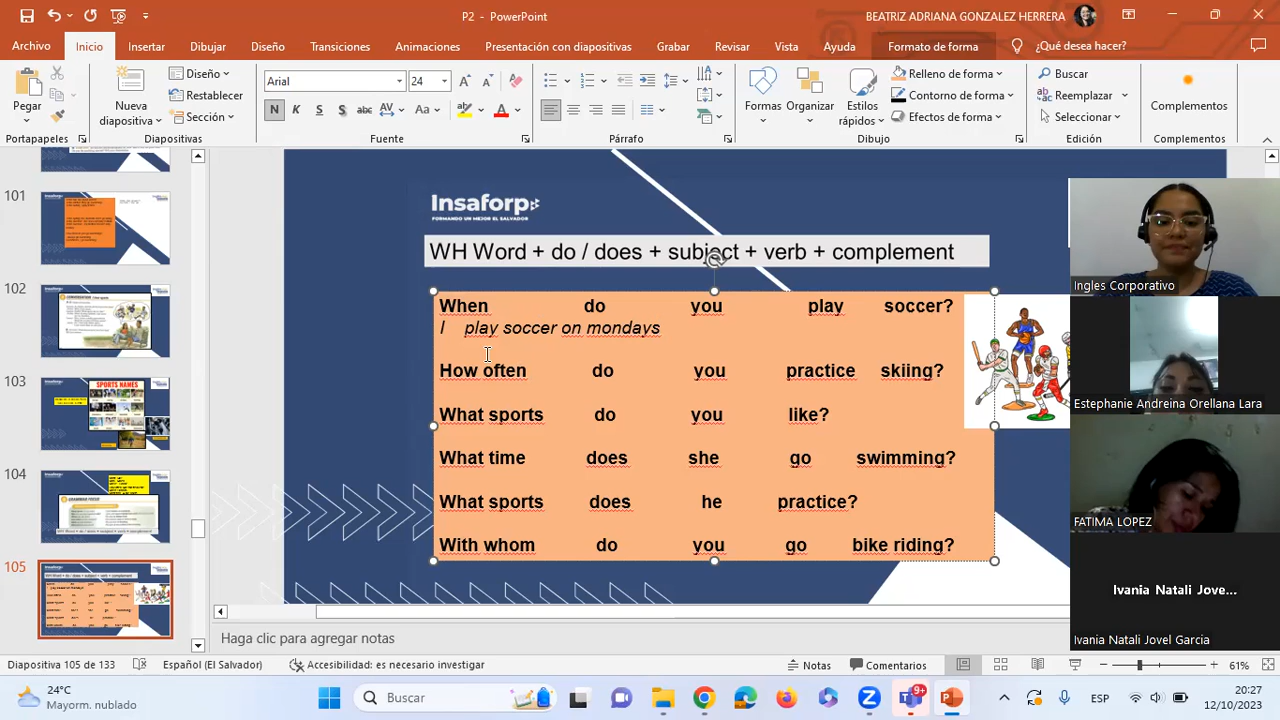 P2 - PowerPoint
BEATRIZ ADRIANA GONZALEZ HERRERA
Archivo Inicio Insertar Dibujar Diseño Transiciones Animaciones Presentación con diapositivas Grabar Revisar Vista Ayuda Formato de forma ¿Qué desea hacer?
Pegar
Portapapeles
Nueva diapositiva
Diseño
Restablecer
Sección
Diapositivas
Arial 24
N K S abc AV Aa
Fuente
Párrafo
Formas
Organizar
Estilos rápidos
Relleno de forma
Contorno de forma
Efectos de forma
Dibujo
Buscar
Reemplazar
Seleccionar
Edición
Complementos
Complementos
101
102
103
SPORTS NAMES
104
105
Insaforp
FORMANDO UN MEJOR EL SALVADOR
WH Word + do / does + subject + verb + complement
When do you play soccer?
I play soccer on mondays
How often do you practice skiing?
What sports do you like?
What time does she go swimming?
What sports does he practice?
With whom do you go bike riding?
Ingles Corporativo
Estephanie Andreina Orellana Lara
FATIMA LOPEZ
Ivania Natali Jove...
Ivania Natali Jovel Garcia
Haga clic para agregar notas
Diapositiva 105 de 133 Español (El Salvador) Accesibilidad: es necesario investigar Notas Comentarios 61%
24°C
Mayorm. nublado
Buscar
9+
ESP
20:27
12/10/2023